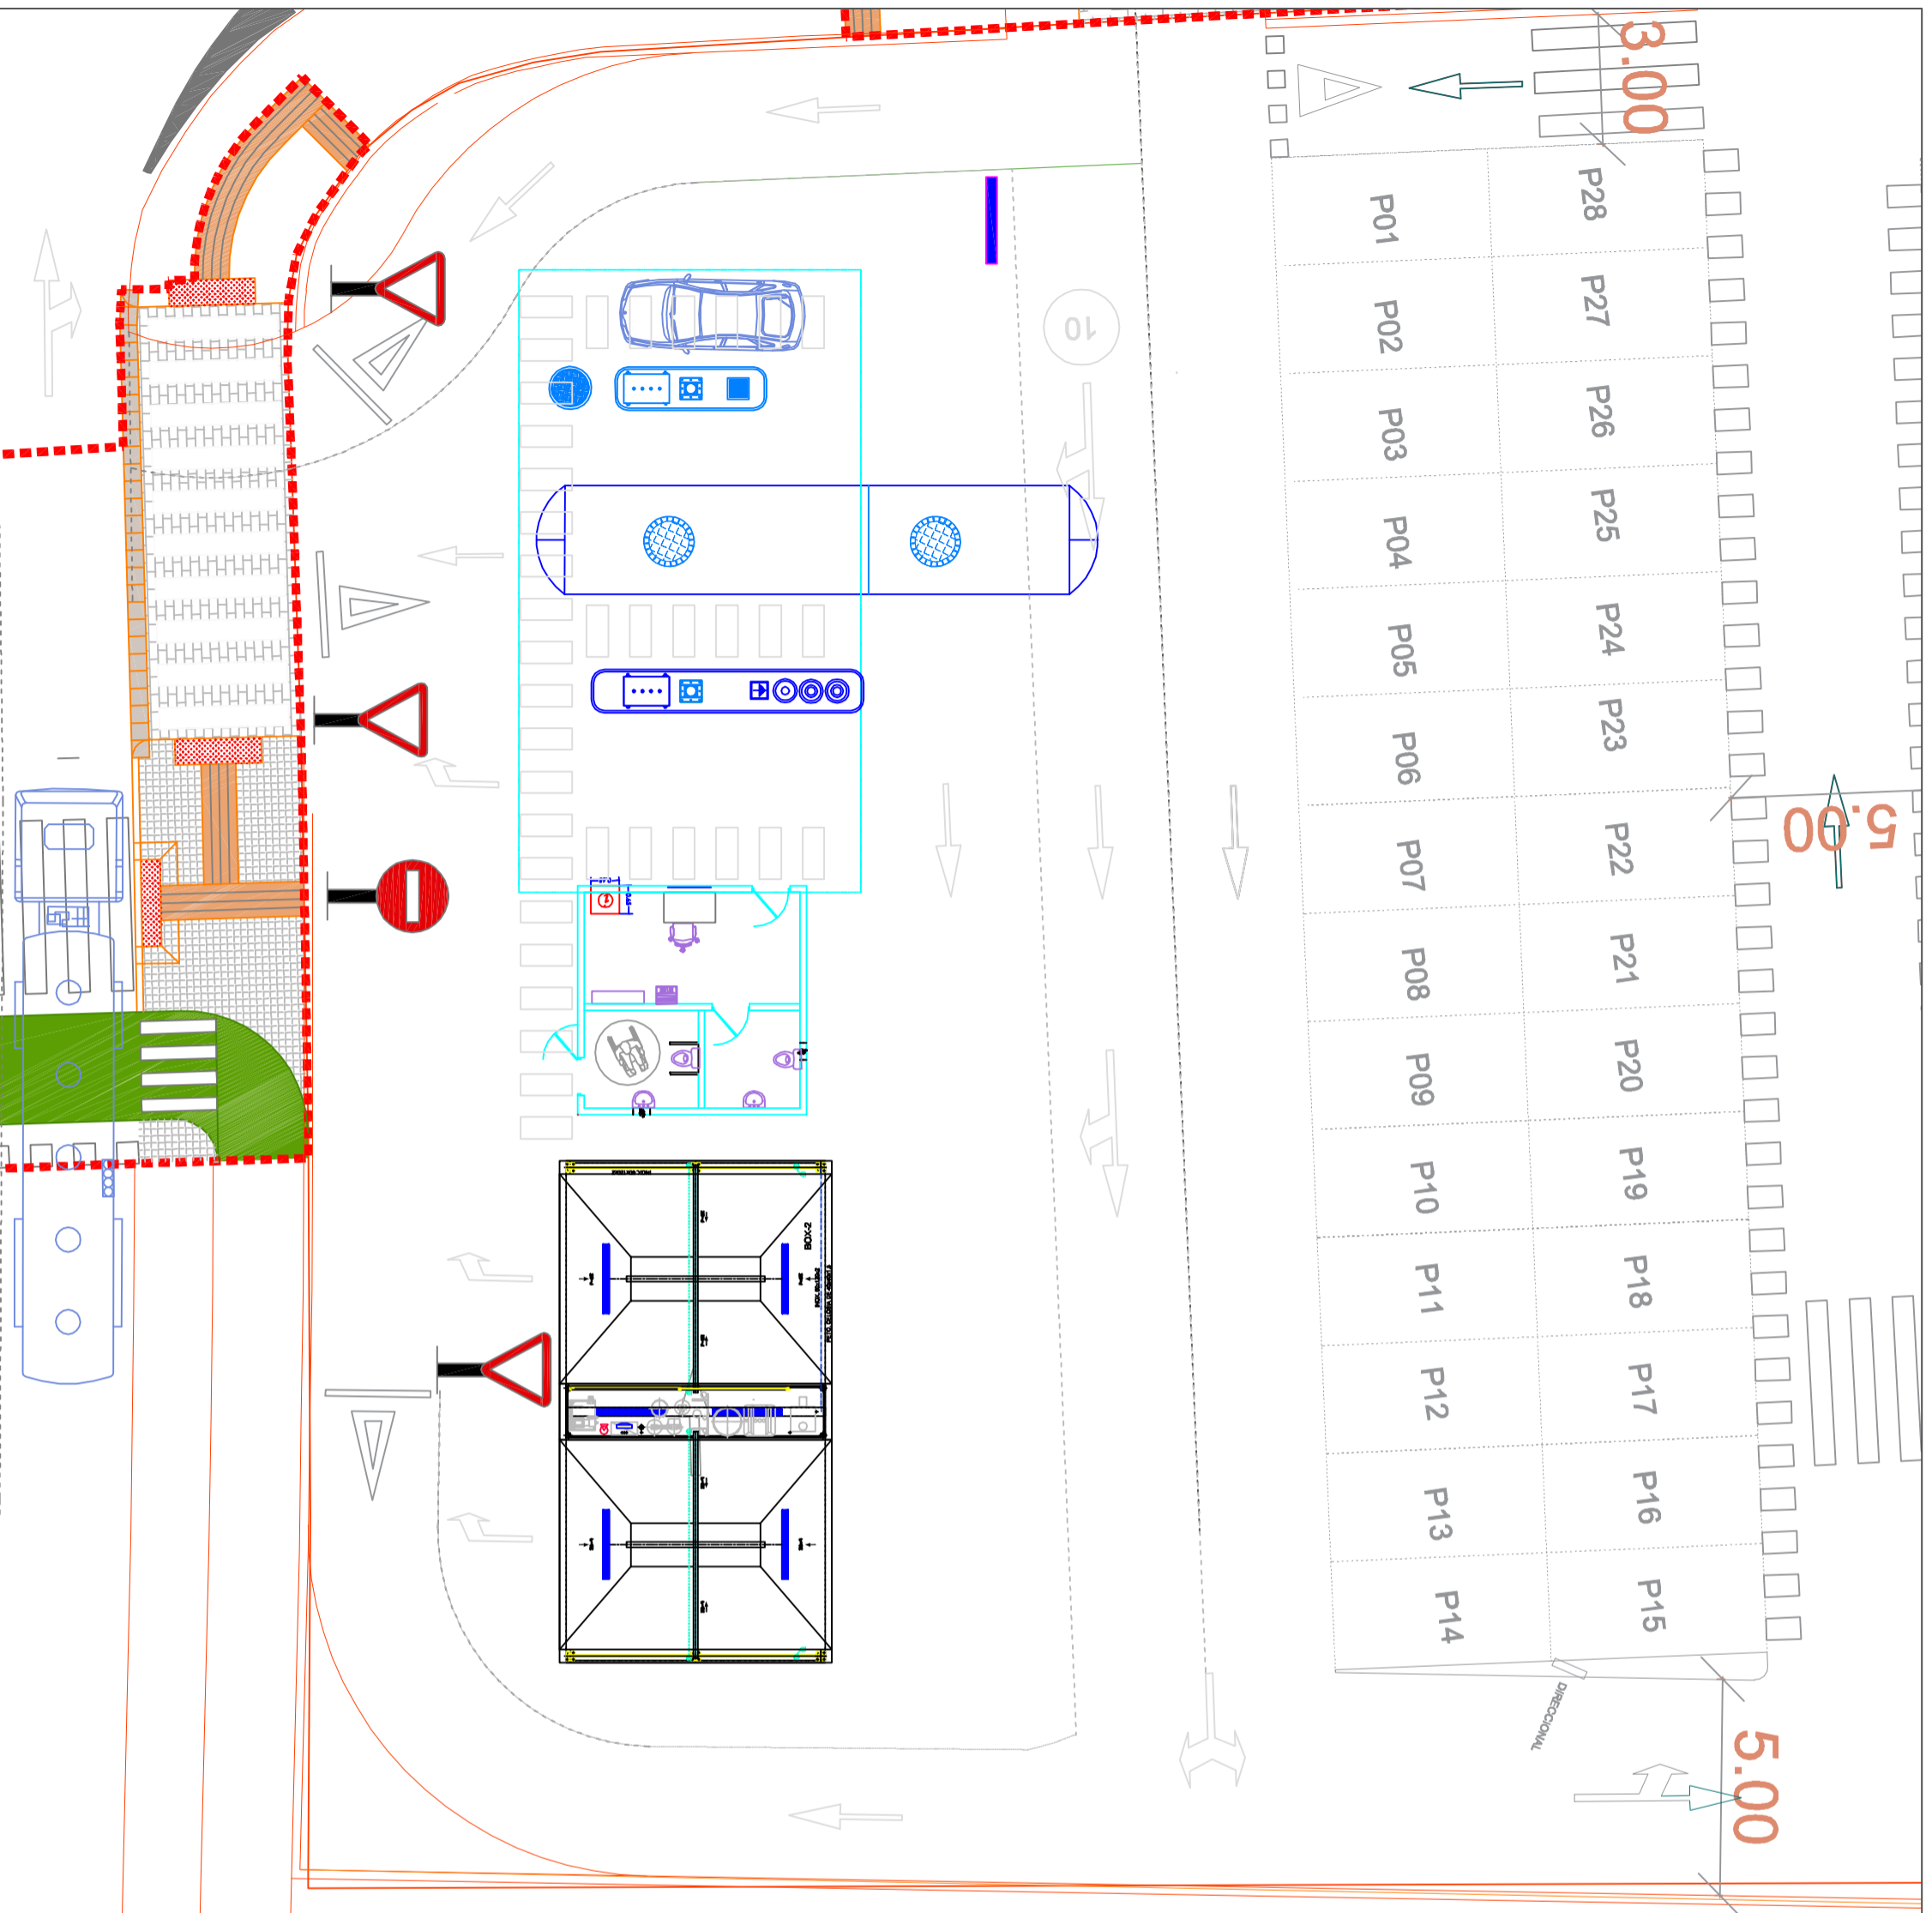 3.00
P28
P01
P27
10
P02
P26
P03
P25
P04
P24
P05
P23
P06
5.00
P22
P07
P21
P08
P20
P09
P19
P10
BOX-2
P18
P11
P17
P12
P16
P13
P15
P14
DIRECCIONAL
5.00